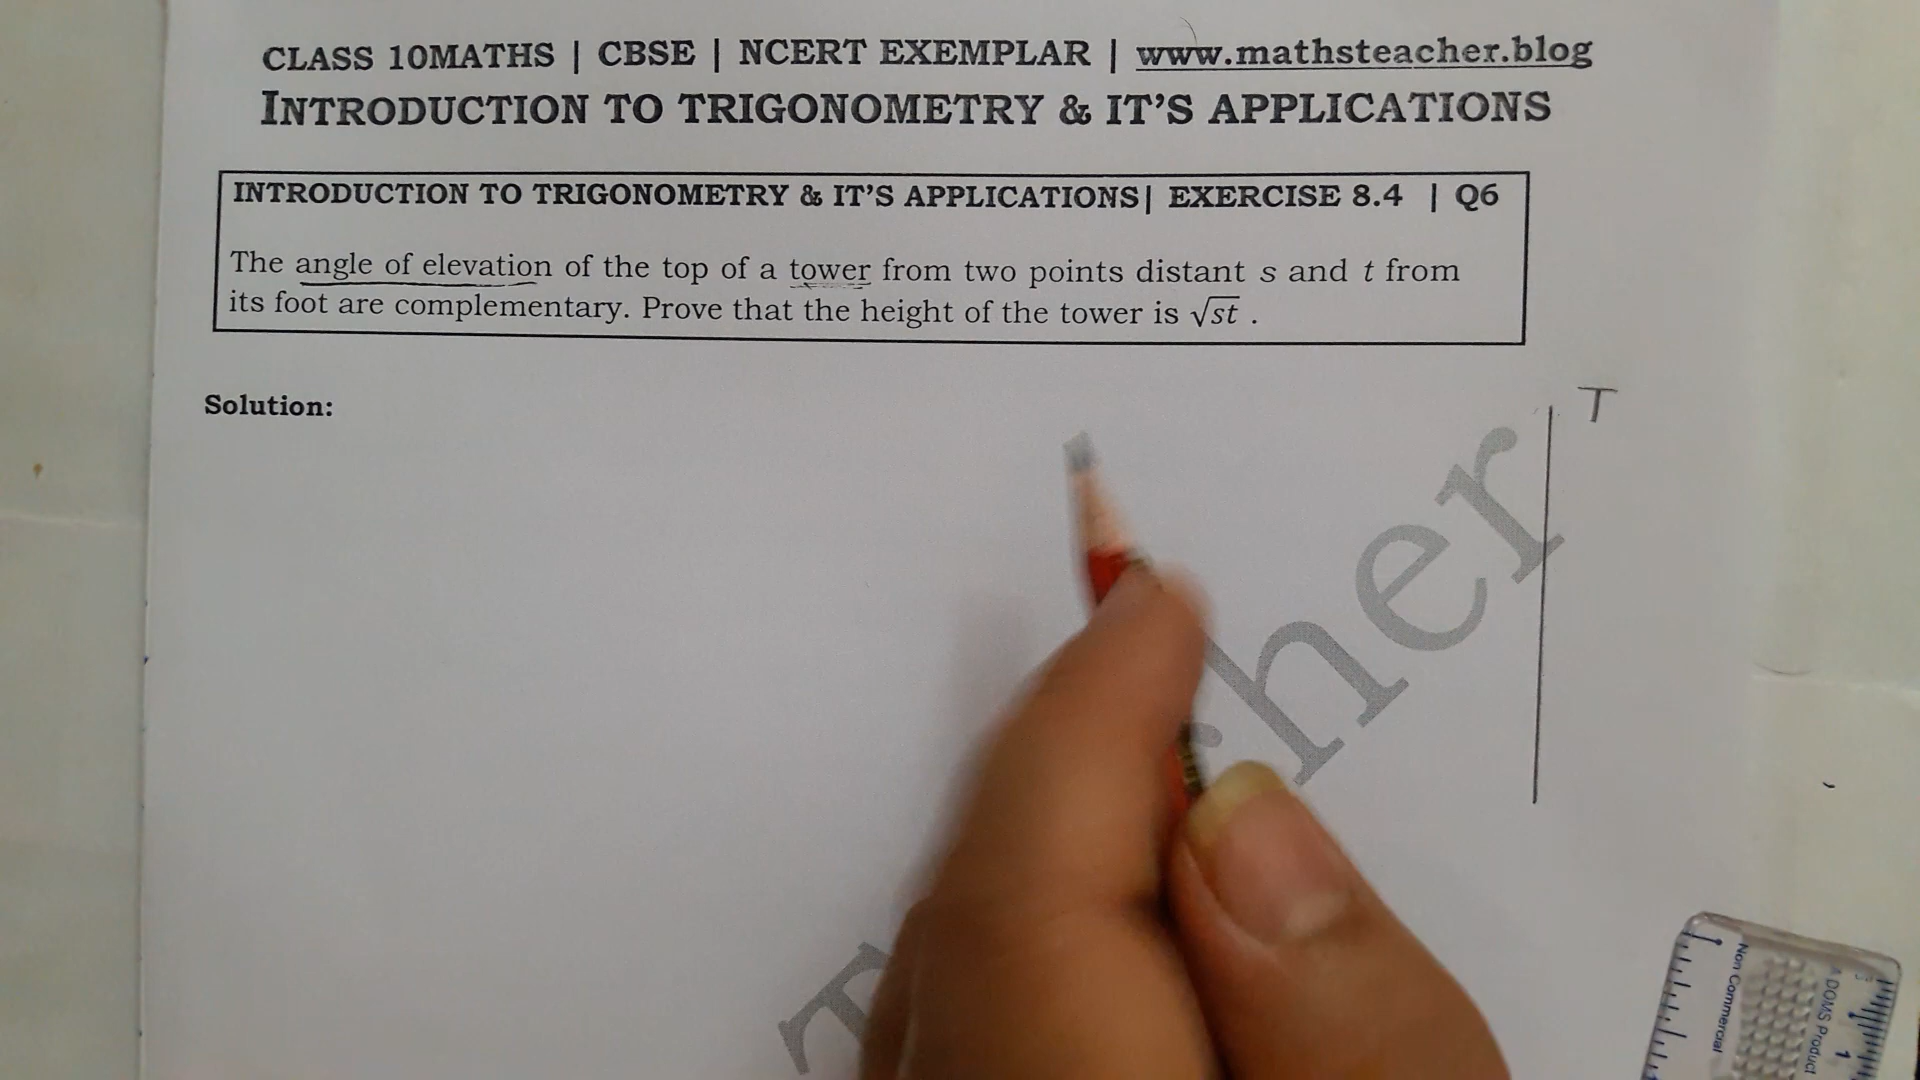 CLASS 10MATHS | CBSE | NCERT EXEMPLAR | www.mathsteacher.blog
INTRODUCTION TO TRIGONOMETRY & IT'S APPLICATIONS
INTRODUCTION TO TRIGONOMETRY & IT'S APPLICATIONS| EXERCISE 8.4 | Q6
The angle of elevation of the top of a tower from two points distant s and t from
its foot are complementary. Prove that the height of the tower is √st .
Solution:
T
her
T
Non Commercial
A DOMS Product
1